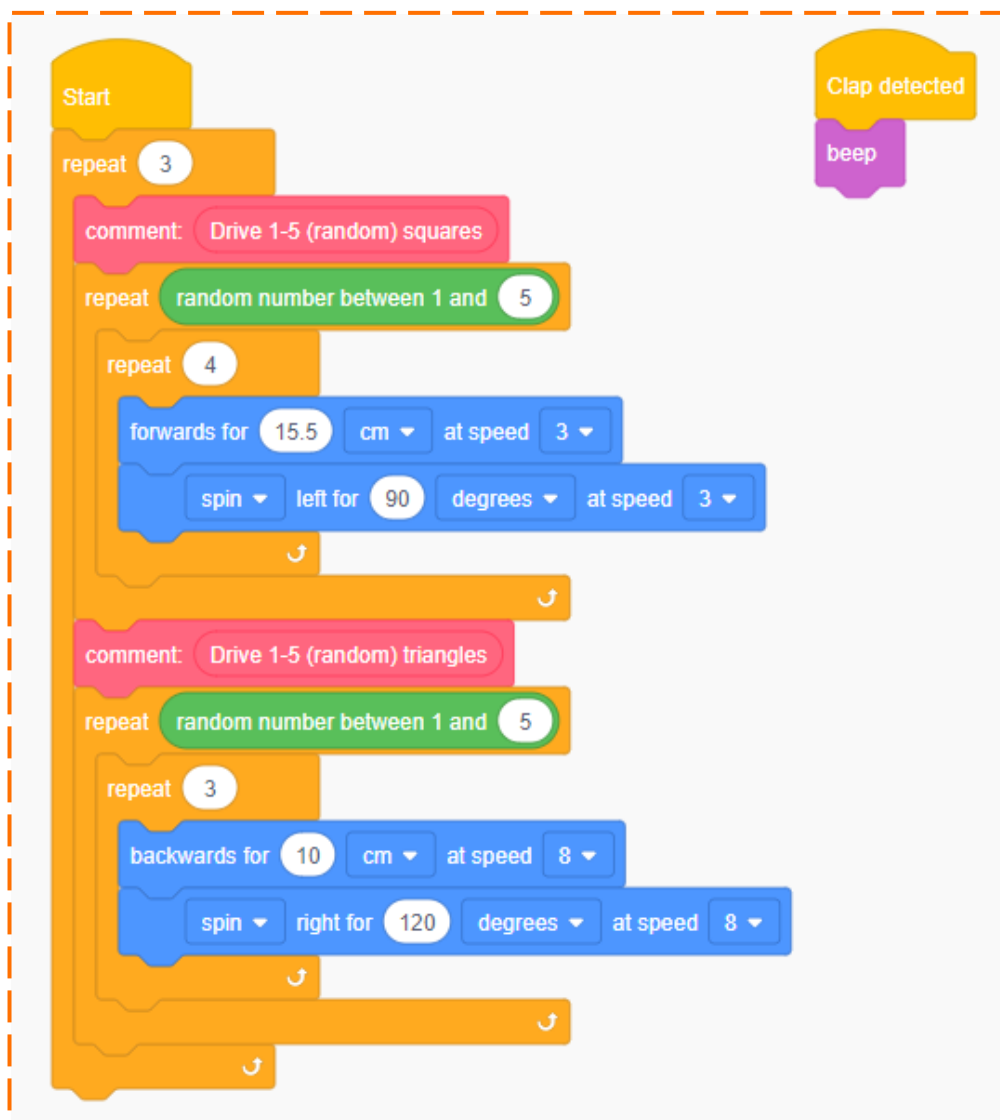 Start
Clap detected
beep
repeat 3
comment: Drive 1-5 (random) squares
repeat random number between 1 and 5
repeat 4
forwards for 15.5 cm at speed 3
spin left for 90 degrees at speed 3
comment: Drive 1-5 (random) triangles
repeat random number between 1 and 5
repeat 3
backwards for 10 cm at speed 8
spin right for 120 degrees at speed 8